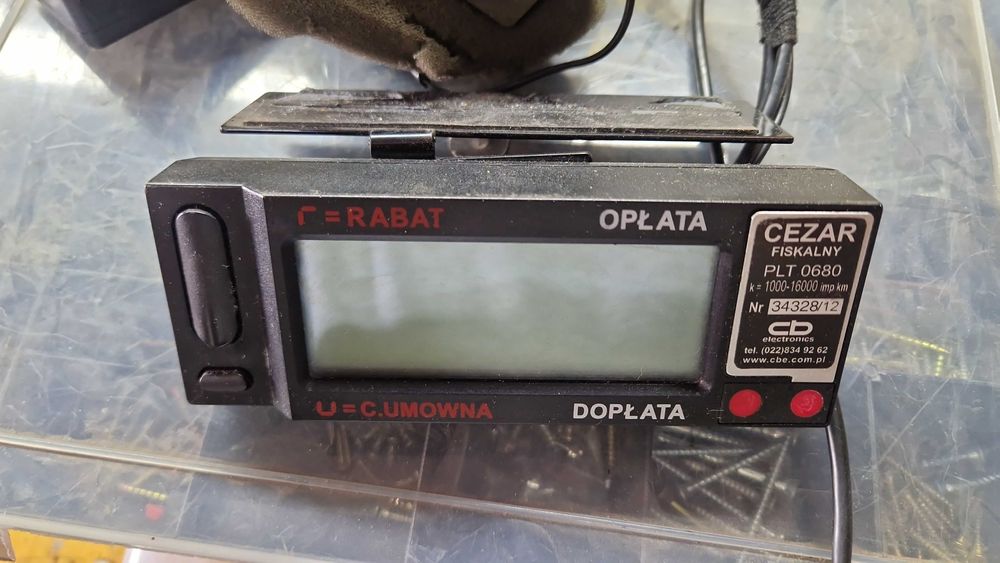 r = RABAT
OPŁATA
CEZAR
FISKALNY
PLT 0680
k = 1000-16000 imp km
Nr 34328/12
cb
electronics
tel. (022)834 92 62
www.cbe.com.pl
U = C.UMOWNA
DOPŁATA